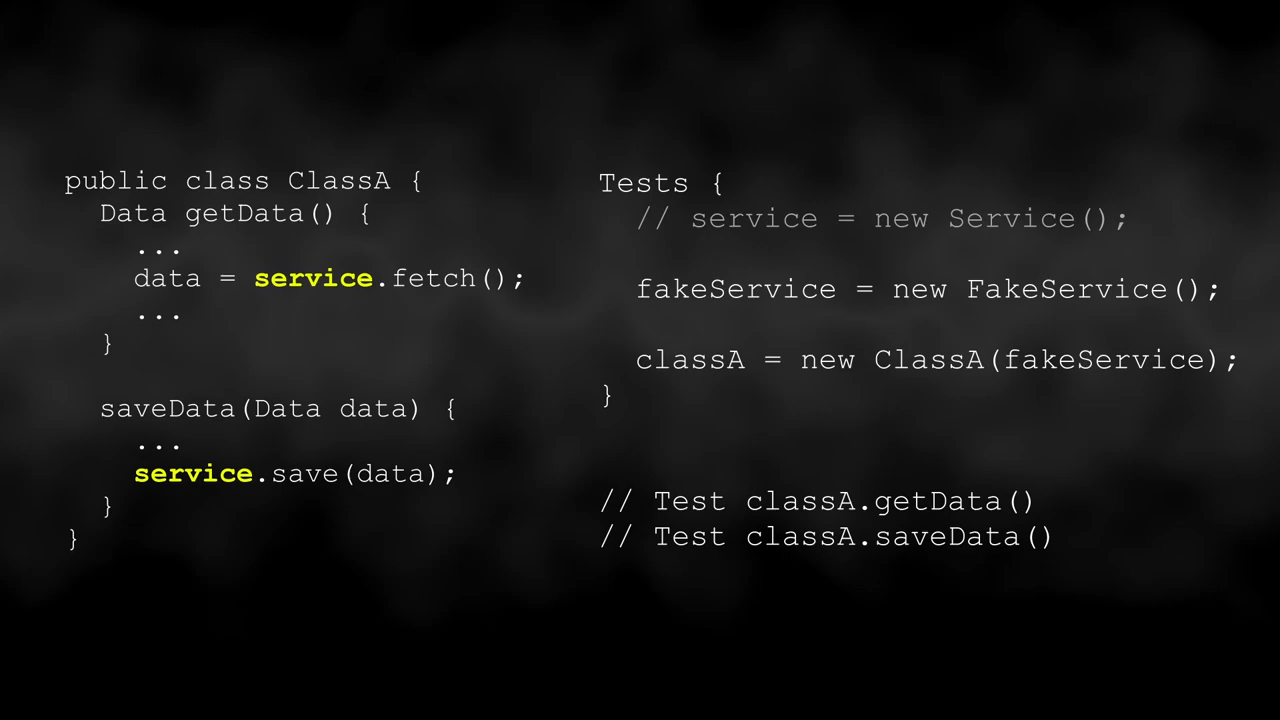 public class ClassA {
Data getData() {
...
data = service.fetch();
...
}
saveData(Data data) {
...
service.save(data);
}
}
Tests {
// service = new Service();
fakeService = new FakeService();
classA = new ClassA(fakeService);
}
// Test classA.getData()
// Test classA.saveData()